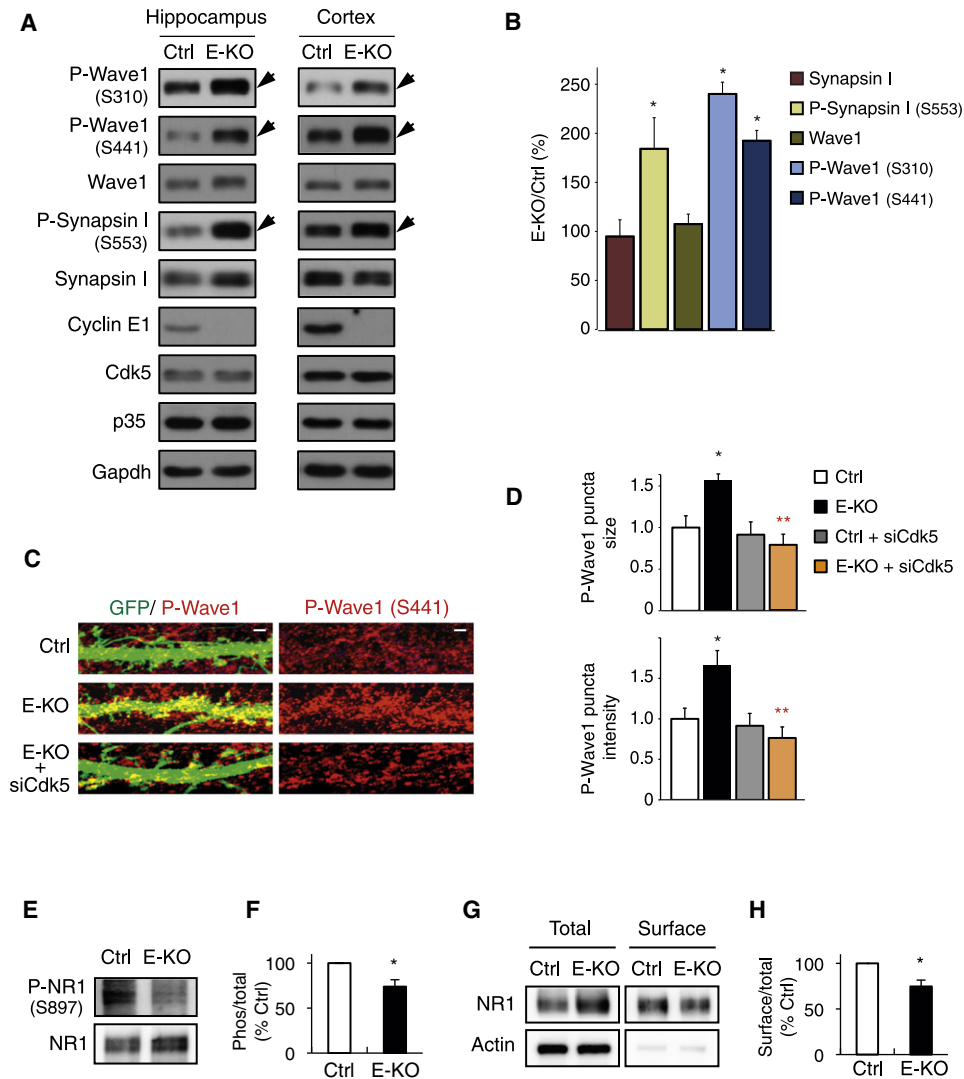 A
Hippocampus Cortex
Ctrl E-KO Ctrl E-KO
P-Wave1
(S310)
P-Wave1
(S441)
Wave1
P-Synapsin I
(S553)
Synapsin I
Cyclin E1
Cdk5
p35
Gapdh
B
E-KO/Ctrl (%)
250
200
150
100
50
0
*
*
*
Synapsin I
P-Synapsin I (S553)
Wave1
P-Wave1 (S310)
P-Wave1 (S441)
C
GFP/ P-Wave1 P-Wave1 (S441)
Ctrl
E-KO
E-KO
+
siCdk5
D
P-Wave1 puncta
size
1.5
1.0
1.5
0
*
**
Ctrl
E-KO
Ctrl + siCdk5
E-KO + siCdk5
P-Wave1 puncta
intensity
1.5
1.0
1.5
0
*
**
E
Ctrl E-KO
P-NR1
(S897)
NR1
F
Phos/total
(% Ctrl)
100
50
0
*
Ctrl E-KO
G
Total Surface
Ctrl E-KO Ctrl E-KO
NR1
Actin
H
Surface/total
(% Ctrl)
100
50
0
*
Ctrl E-KO